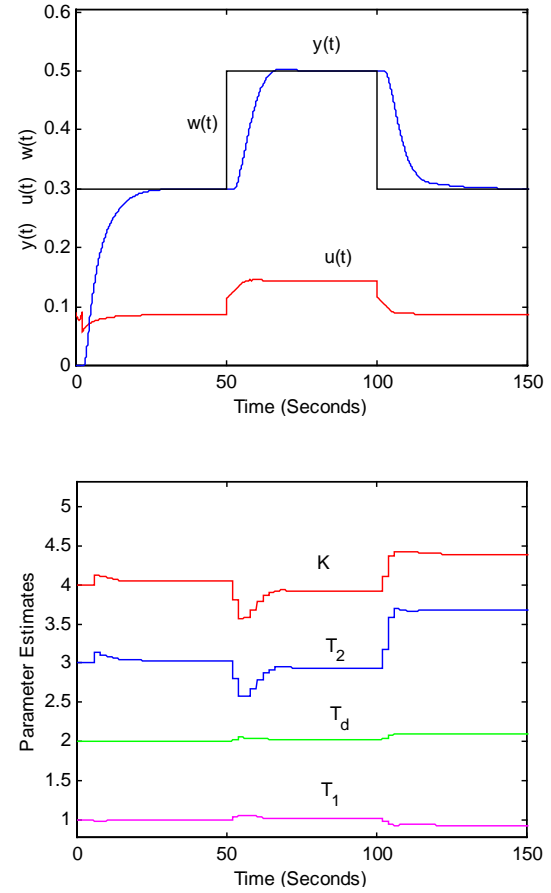 0.6
y(t)
0.5
w(t)
0.4
y(t) u(t) w(t)
0.3
0.2
u(t)
0.1
0
0 50 100 150
Time (Seconds)
5
4.5
K
4
3.5
T2
3
2.5
Td
2
1.5
T1
1
Parameter Estimates
0 50 100 150
Time (Seconds)